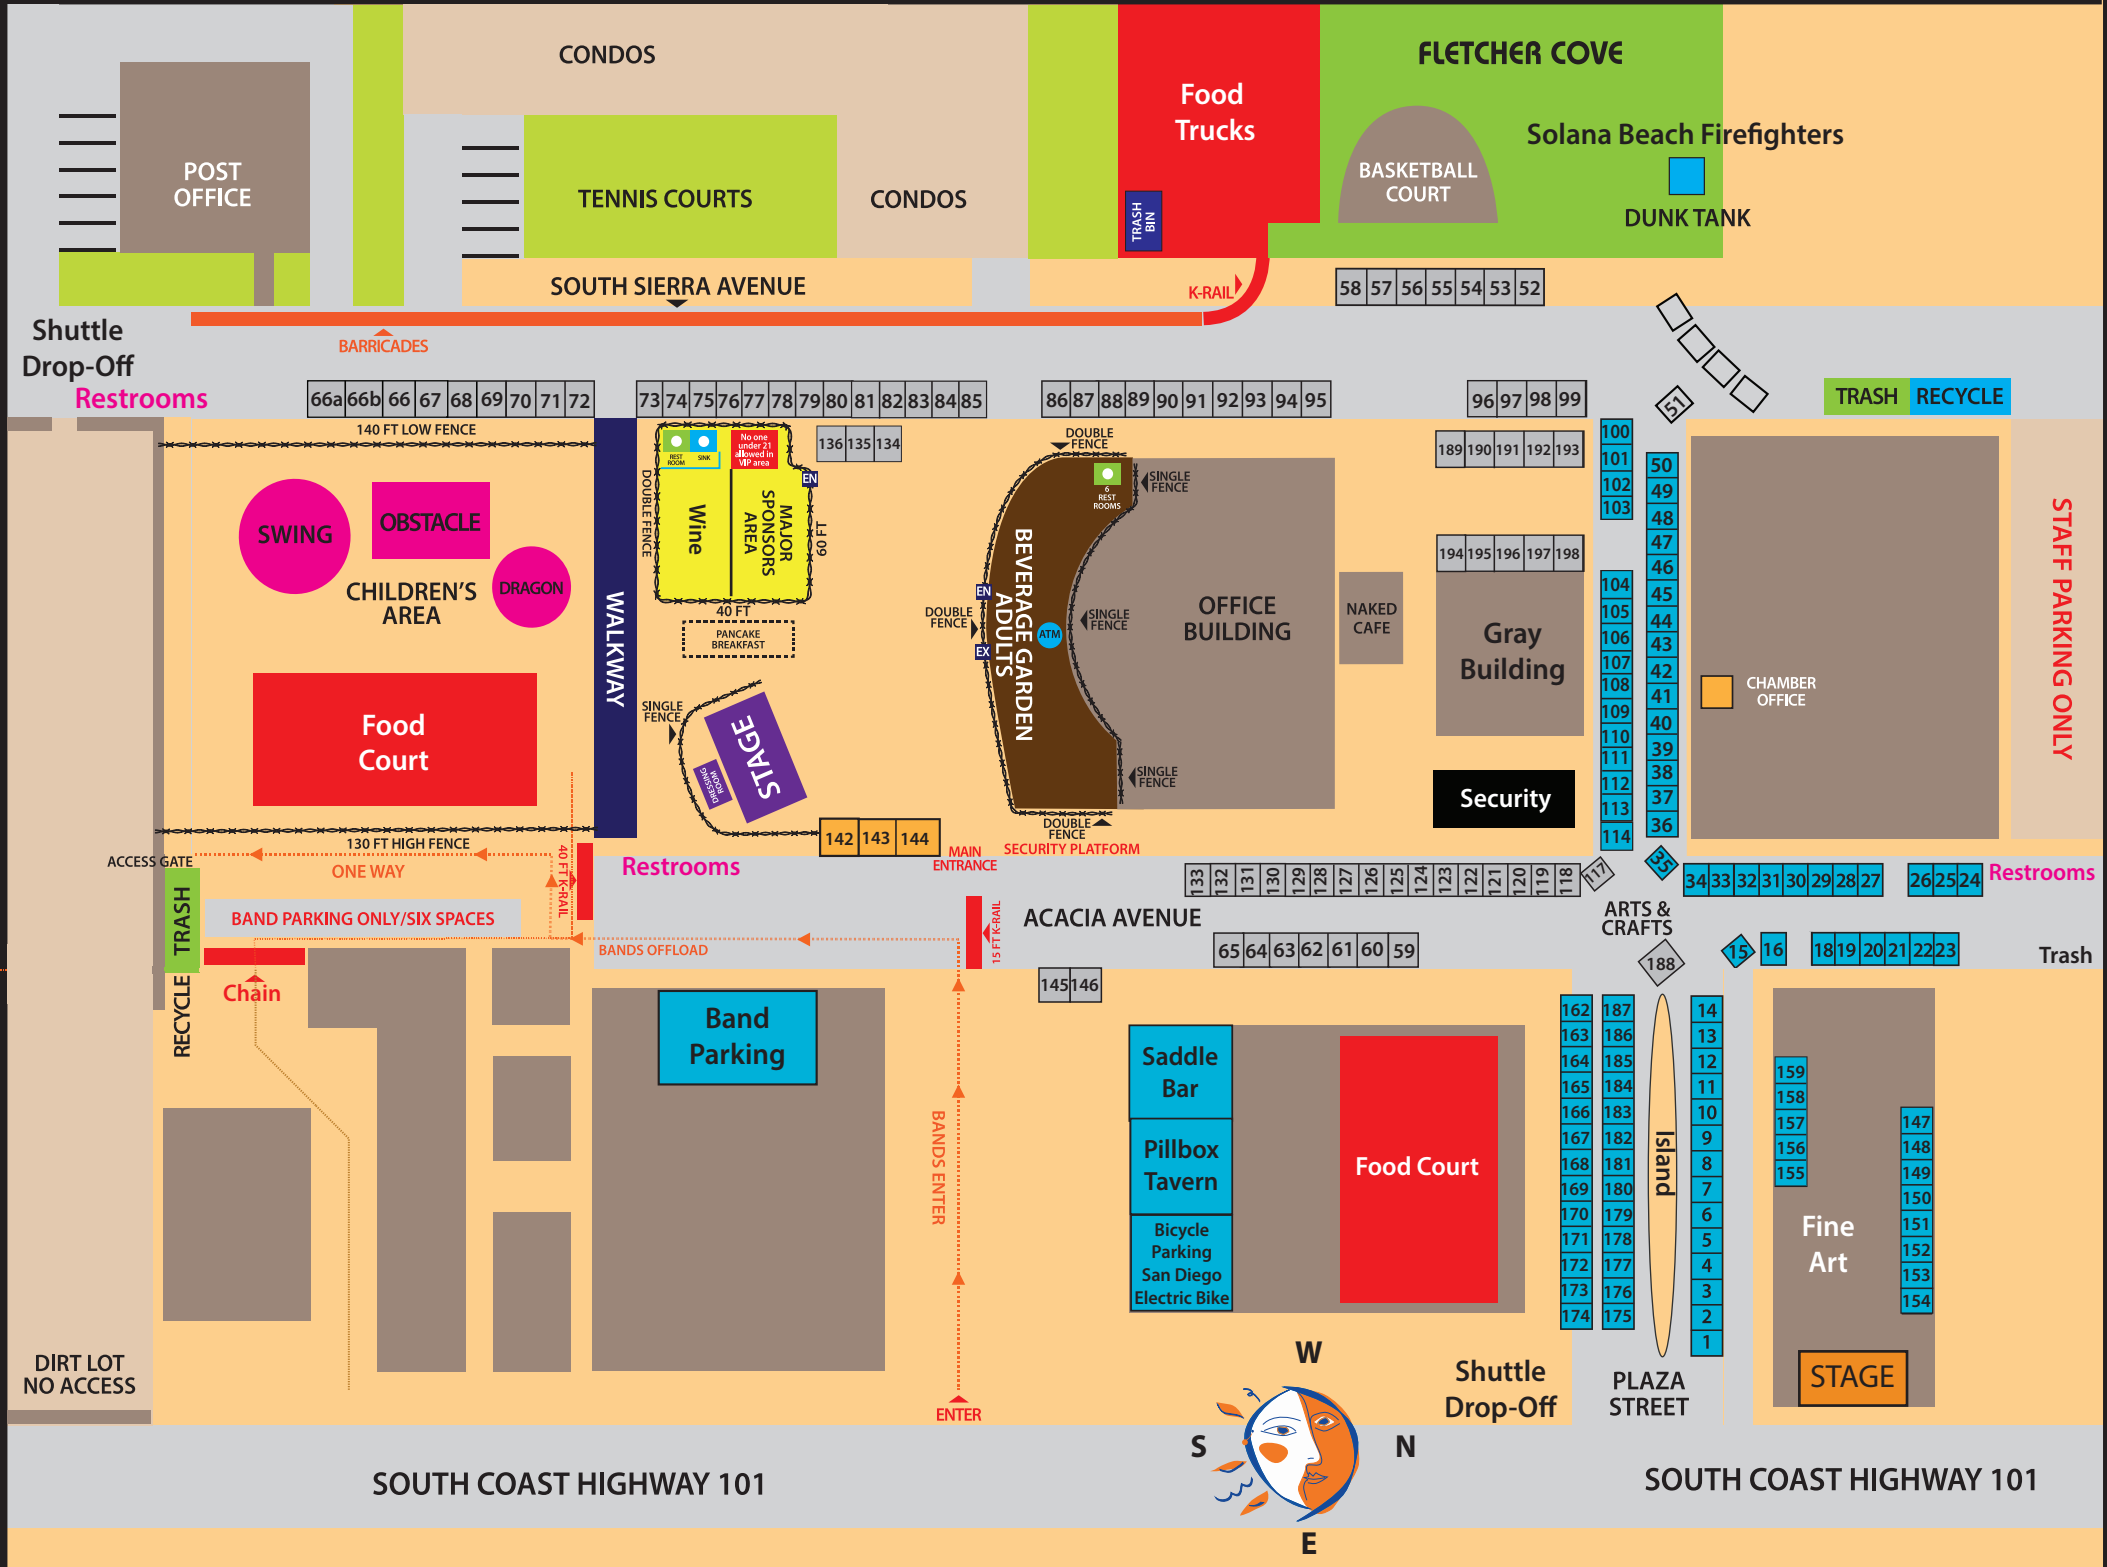 CONDOS
Food
Trucks
FLETCHER COVE
Solana Beach Firefighters
POST
OFFICE
TENNIS COURTS
CONDOS
TRASH
BIN
BASKETBALL
COURT
DUNK TANK
SOUTH SIERRA AVENUE
K-RAIL
58 57 56 55 54 53 52
Shuttle
Drop-Off
BARRICADES
Restrooms
66a 66b 66 67 68 69 70 71 72
73 74 75 76 77 78 79 80 81 82 83 84 85
86 87 88 89 90 91 92 93 94 95
96 97 98 99
51
TRASH
RECYCLE
140 FT LOW FENCE
REST
ROOM
SINK
No one
under 21
allowed in
VIP area
136 135 134
DOUBLE
FENCE
189 190 191 192 193
100
101
102
103
50
49
48
47
46
45
44
43
42
41
40
39
38
37
36
SWING
OBSTACLE
DRAGON
CHILDREN'S
AREA
WALKWAY
DOUBLE FENCE
Wine
MAJOR
SPONSORS
AREA
EN
60 FT
40 FT
PANCAKE
BREAKFAST
6
REST
ROOMS
SINGLE
FENCE
BEVERAGE GARDEN
ADULTS
EN
DOUBLE
FENCE
EX
ATM
SINGLE
FENCE
OFFICE
BUILDING
NAKED
CAFE
194 195 196 197 198
Gray
Building
104
105
106
107
108
109
110
111
112
113
114
CHAMBER
OFFICE
STAFF PARKING ONLY
Food
Court
SINGLE
FENCE
STAGE
DRESSING
ROOM
SINGLE
FENCE
Security
130 FT HIGH FENCE
142 143 144
DOUBLE
FENCE
SECURITY PLATFORM
MAIN
ENTRANCE
ACCESS GATE
ONE WAY
40 FT K-RAIL
Restrooms
133 132 131 130 129 128 127 126 125 124 123 122 121 120 119 118
117
35
34 33 32 31 30 29 28 27
26 25 24
Restrooms
TRASH
BAND PARKING ONLY/SIX SPACES
BANDS OFFLOAD
15 FT K-RAIL
ACACIA AVENUE
ARTS &
CRAFTS
65 64 63 62 61 60 59
188
15
16
18 19 20 21 22 23
Trash
RECYCLE
Chain
145 146
Band
Parking
BANDS ENTER
ENTER
Saddle
Bar
Pillbox
Tavern
Bicycle
Parking
San Diego
Electric Bike
Food Court
162
163
164
165
166
167
168
169
170
171
172
173
174
187
186
185
184
183
182
181
180
179
178
177
176
175
Island
14
13
12
11
10
9
8
7
6
5
4
3
2
1
159
158
157
156
155
147
148
149
150
151
152
153
154
Fine
Art
STAGE
DIRT LOT
NO ACCESS
W
S
N
E
Shuttle
Drop-Off
PLAZA
STREET
SOUTH COAST HIGHWAY 101
SOUTH COAST HIGHWAY 101